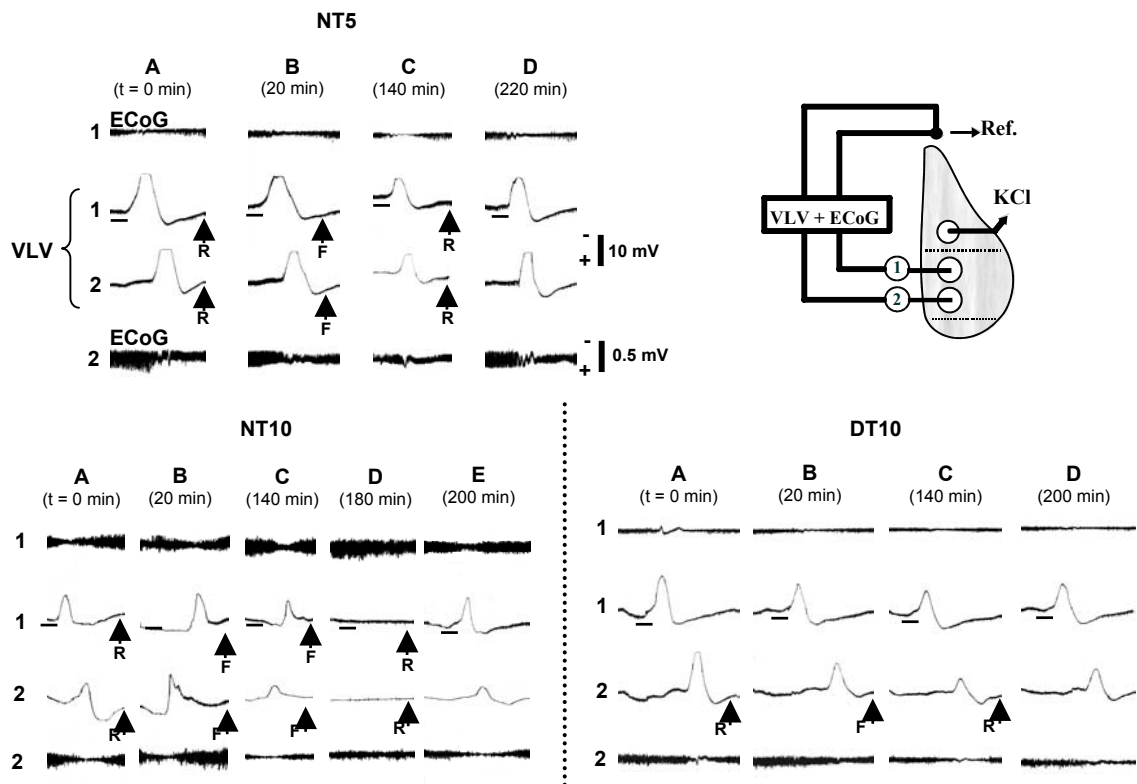 NT5
A B C D
(t = 0 min) (20 min) (140 min) (220 min)
ECoG
1
1
R F R
VLV
- + 10 mV
2
R F R
ECoG
2
- + 0.5 mV
Ref.
KCl
VLV + ECoG
1
2
NT10
A B C D E
(t = 0 min) (20 min) (140 min) (180 min) (200 min)
1
1
R F F R
2
R F F R
2
DT10
A B C D
(t = 0 min) (20 min) (140 min) (200 min)
1
1
2
R F R
2